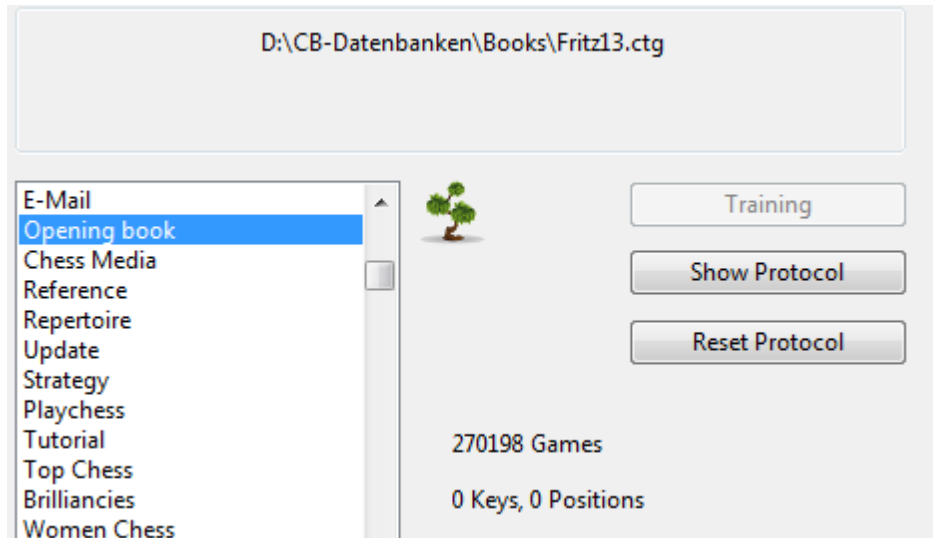 D:\CB-Datenbanken\Books\Fritz13.ctg
E-Mail
Opening book
Chess Media
Reference
Repertoire
Update
Strategy
Playchess
Tutorial
Top Chess
Brilliancies
Women Chess
Training
Show Protocol
Reset Protocol
270198 Games
0 Keys, 0 Positions